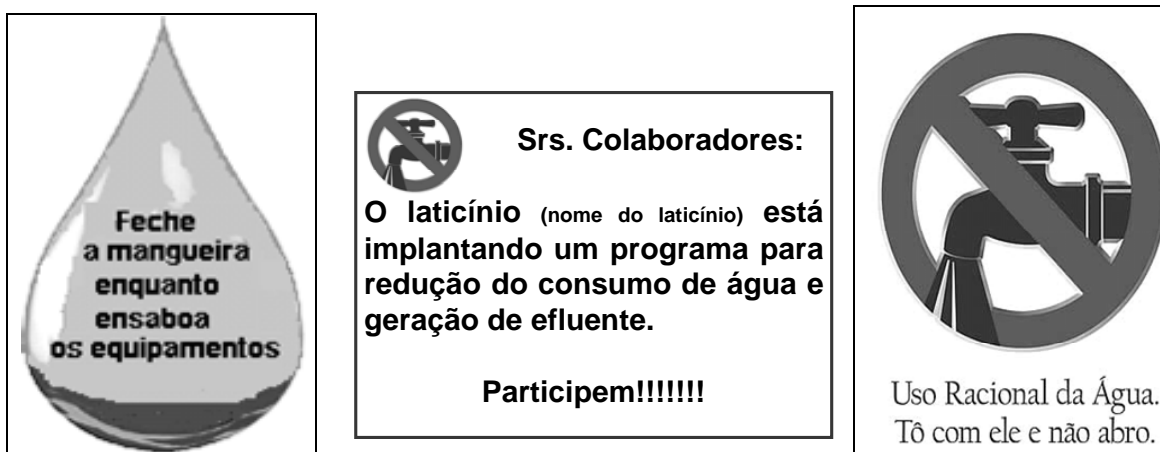 Feche
a mangueira
enquanto
ensaboa
os equipamentos
Srs. Colaboradores:
O laticínio (nome do laticínio) está
implantando um programa para
redução do consumo de água e
geração de efluente.
Participem!!!!!!!
Uso Racional da Água.
Tô com ele e não abro.